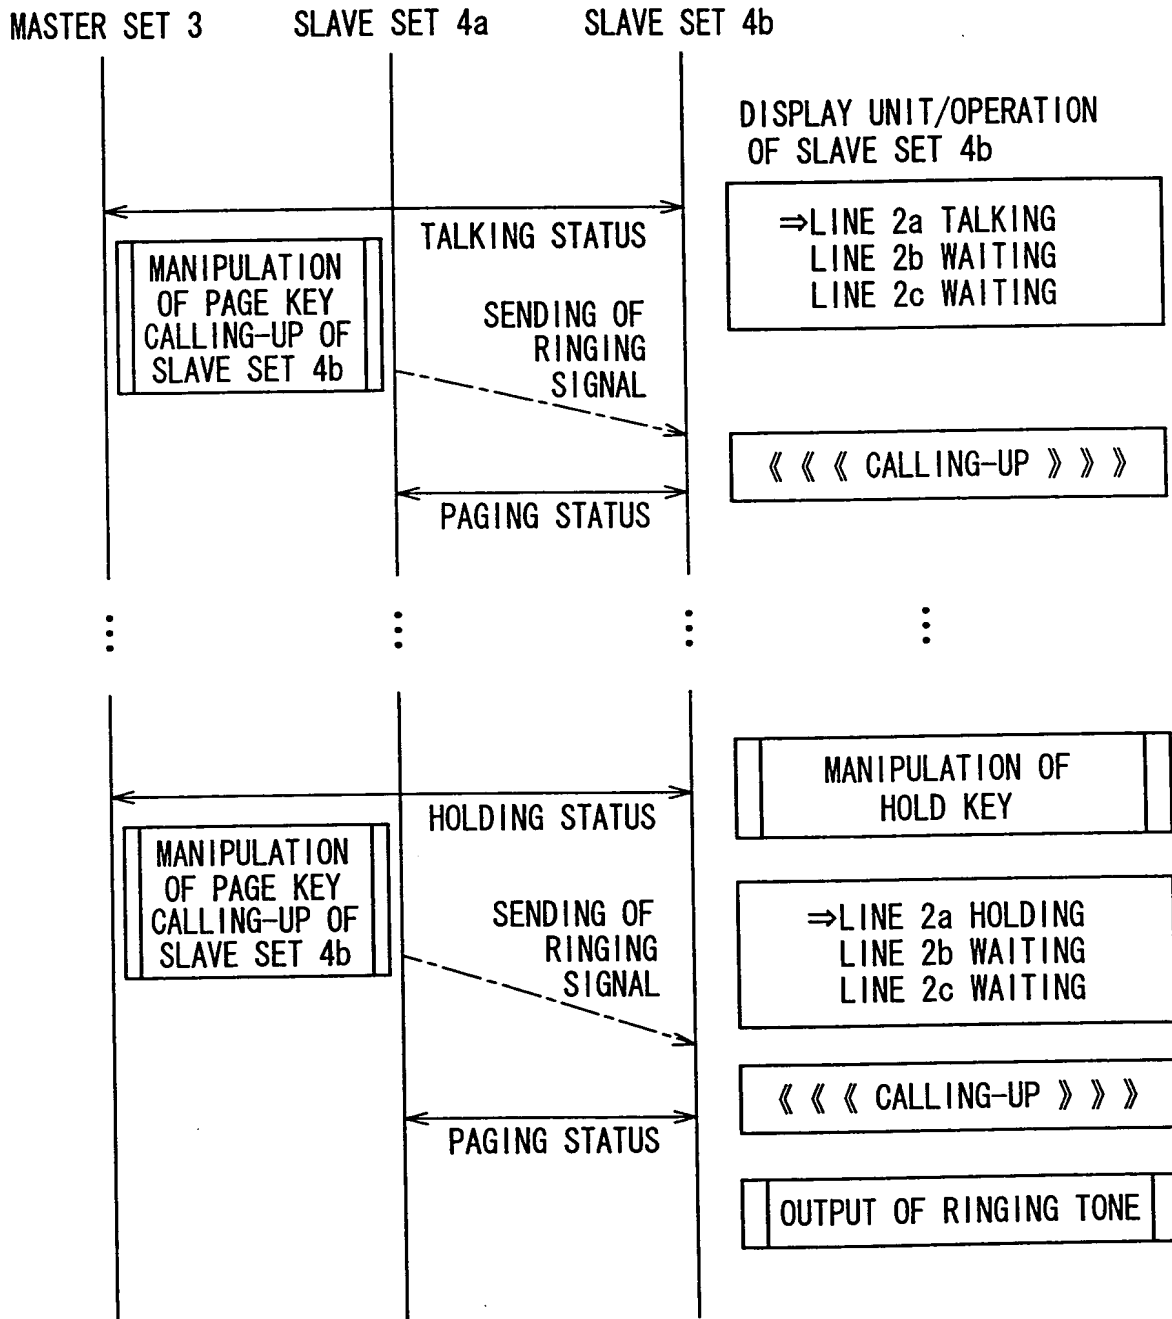 MASTER SET 3
SLAVE SET 4a
SLAVE SET 4b
DISPLAY UNIT/OPERATION
OF SLAVE SET 4b
TALKING STATUS
⇒LINE 2a TALKING
LINE 2b WAITING
LINE 2c WAITING
MANIPULATION
OF PAGE KEY
CALLING-UP OF
SLAVE SET 4b
SENDING OF
RINGING
SIGNAL
《 《 《 CALLING-UP 》 》 》
PAGING STATUS
MANIPULATION OF
HOLD KEY
HOLDING STATUS
MANIPULATION
OF PAGE KEY
CALLING-UP OF
SLAVE SET 4b
SENDING OF
RINGING
SIGNAL
⇒LINE 2a HOLDING
LINE 2b WAITING
LINE 2c WAITING
《 《 《 CALLING-UP 》 》 》
PAGING STATUS
OUTPUT OF RINGING TONE